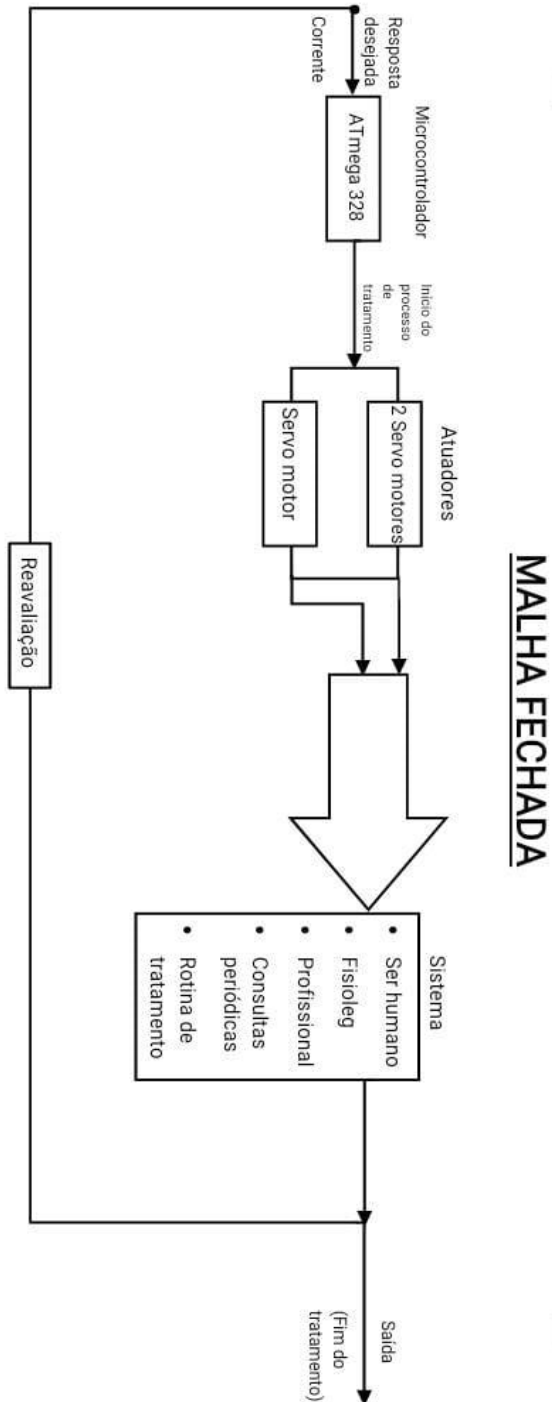 MALHA FECHADA
Resposta
desejada
Corrente
Microcontrolador
ATmega 328
Início do
processo
de
tratamento
Atuadores
2 Servo motores
Servo motor
Sistema
• Ser humano
• Fisioleg
• Profissional
• Consultas
periódicas
• Rotina de
tratamento
Saída
(Fim do
tratamento)
Reavaliação